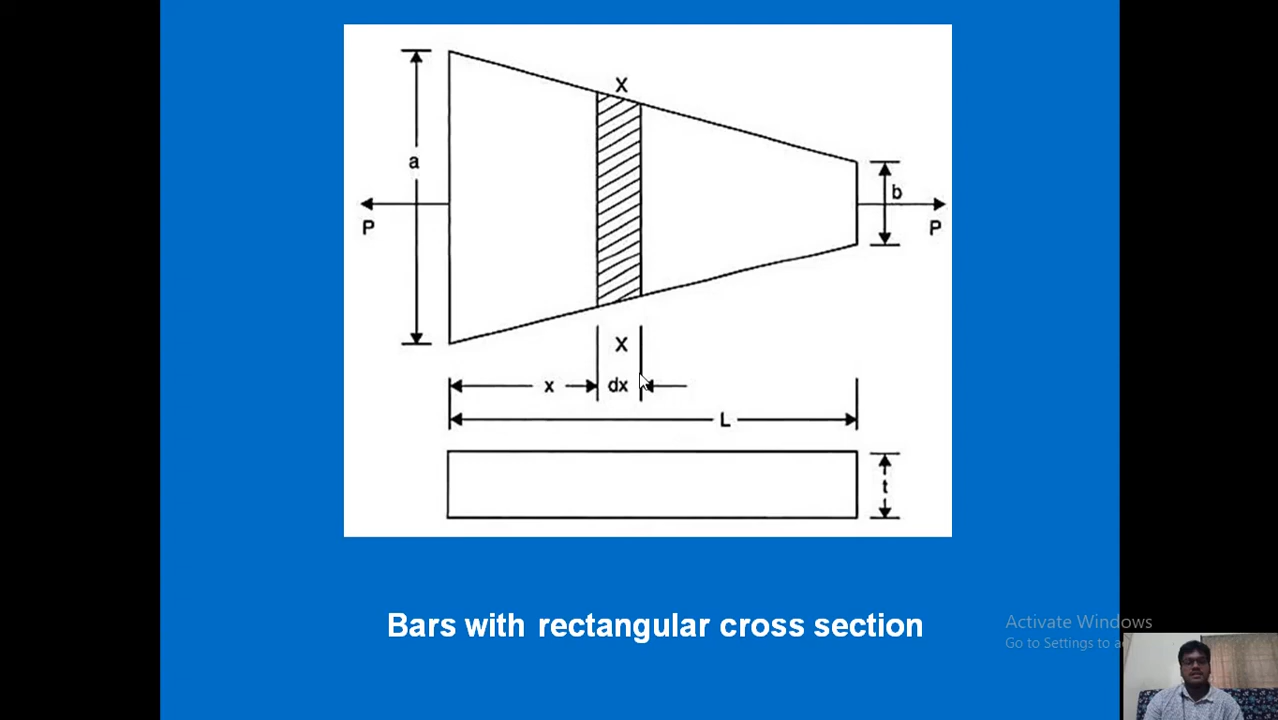 X
a
b
P
P
X
x
dx
L
t
Bars with rectangular cross section
Activate Windows
Go to Settings to a